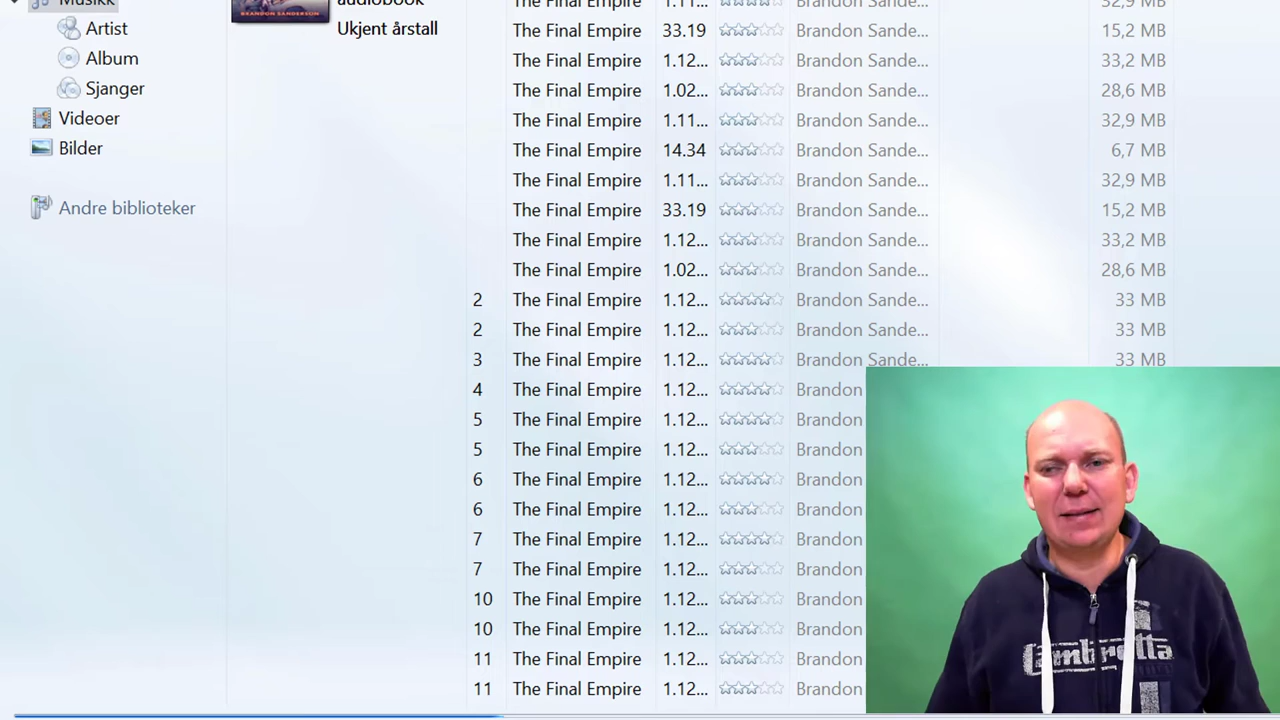 Musikk
Artist
Album
Sjanger
Videoer
Bilder
Andre biblioteker
BRANDON SANDERSON
audiobook
Ukjent årstall
The Final Empire 1.11... 32,9 MB
The Final Empire 33.19 Brandon Sande... 15,2 MB
The Final Empire 1.12... Brandon Sande... 33,2 MB
The Final Empire 1.02... Brandon Sande... 28,6 MB
The Final Empire 1.11... Brandon Sande... 32,9 MB
The Final Empire 14.34 Brandon Sande... 6,7 MB
The Final Empire 1.11... Brandon Sande... 32,9 MB
The Final Empire 33.19 Brandon Sande... 15,2 MB
The Final Empire 1.12... Brandon Sande... 33,2 MB
The Final Empire 1.02... Brandon Sande... 28,6 MB
2 The Final Empire 1.12... Brandon Sande... 33 MB
2 The Final Empire 1.12... Brandon Sande... 33 MB
3 The Final Empire 1.12... Brandon Sande... 33 MB
4 The Final Empire 1.12... Brandon
5 The Final Empire 1.12... Brandon
5 The Final Empire 1.12... Brandon
6 The Final Empire 1.12... Brandon
6 The Final Empire 1.12... Brandon
7 The Final Empire 1.12... Brandon
7 The Final Empire 1.12... Brandon
10 The Final Empire 1.12... Brandon
10 The Final Empire 1.12... Brandon
11 The Final Empire 1.12... Brandon
11 The Final Empire 1.12... Brandon
Lambretta